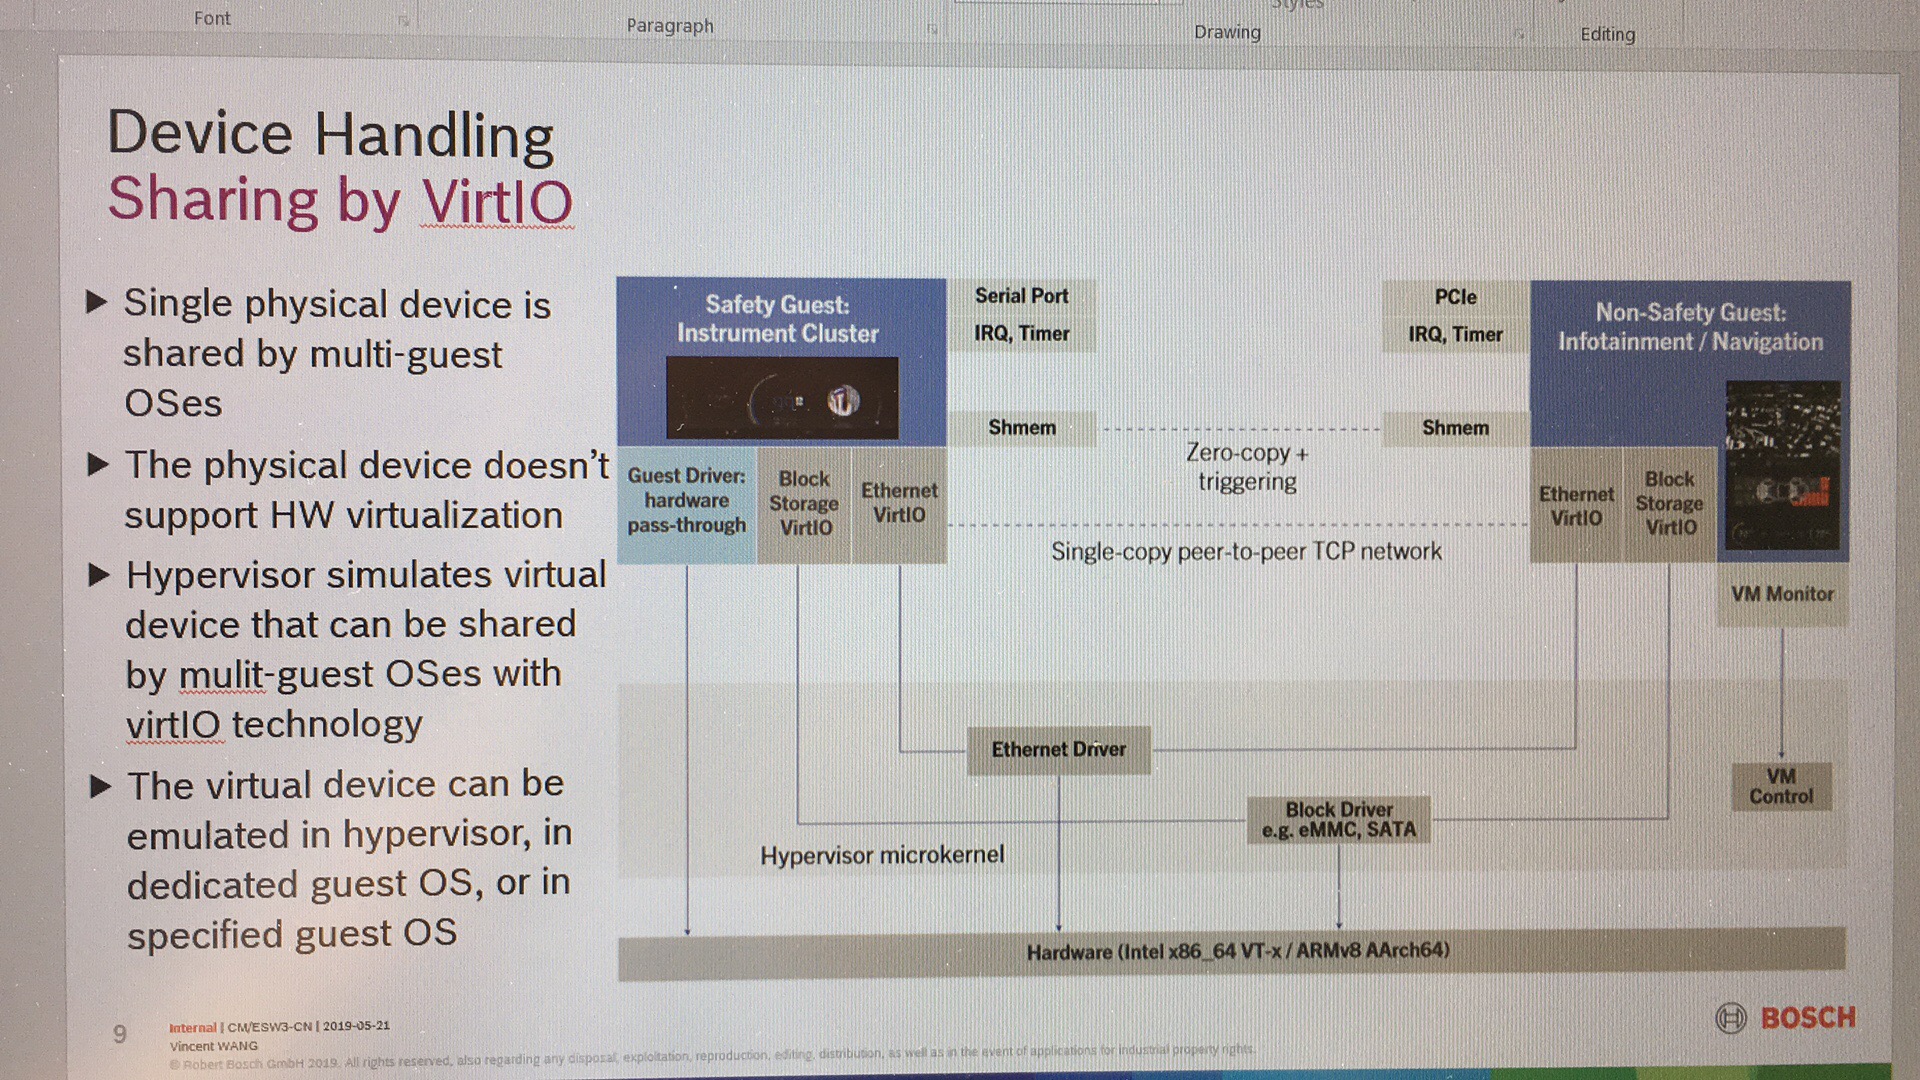 Font
Paragraph
Drawing
Styles
Editing
Device Handling
Sharing by VirtIO
▶ Single physical device is
shared by multi-guest
OSes
▶ The physical device doesn't
support HW virtualization
▶ Hypervisor simulates virtual
device that can be shared
by mulit-guest OSes with
virtIO technology
▶ The virtual device can be
emulated in hypervisor, in
dedicated guest OS, or in
specified guest OS
Safety Guest:
Instrument Cluster
Serial Port
IRQ, Timer
Shmem
PCIe
IRQ, Timer
Shmem
Non-Safety Guest:
Infotainment / Navigation
Guest Driver:
hardware
pass-through
Block
Storage
VirtIO
Ethernet
VirtIO
Zero-copy +
triggering
Single-copy peer-to-peer TCP network
Ethernet
VirtIO
Block
Storage
VirtIO
VM Monitor
Ethernet Driver
Block Driver
e.g. eMMC, SATA
VM
Control
Hypervisor microkernel
Hardware (Intel x86_64 VT-x / ARMv8 AArch64)
9
Internal | CM/ESW3-CN | 2019-05-21
Vincent WANG
© Robert Bosch GmbH 2019. All rights reserved, also regarding any disposal, exploitation, reproduction, editing, distribution, as well as in the event of applications for industrial property rights.
BOSCH